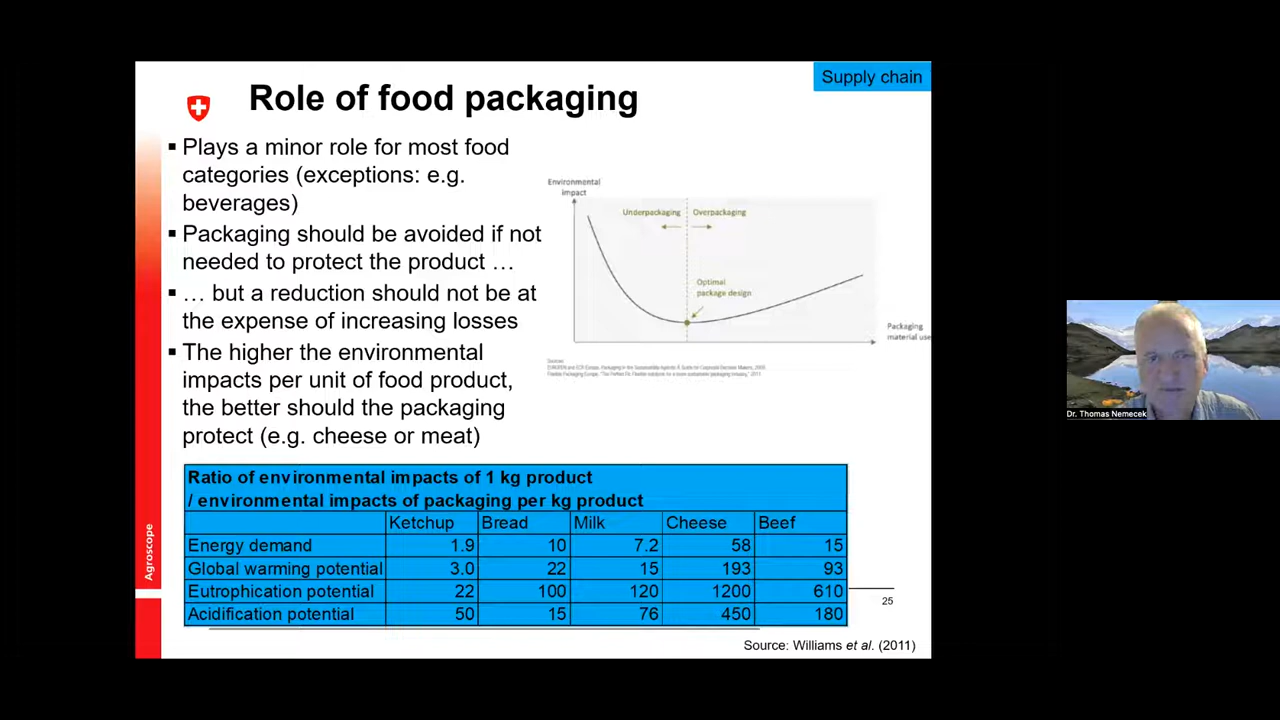 Supply chain
Role of food packaging
▪ Plays a minor role for most food
categories (exceptions: e.g.
beverages)
▪ Packaging should be avoided if not
needed to protect the product …
▪ … but a reduction should not be at
the expense of increasing losses
▪ The higher the environmental
impacts per unit of food product,
the better should the packaging
protect (e.g. cheese or meat)
Environmental
impact
Underpackaging
Overpackaging
Optimal
package design
Packaging
material use
Sources
Ratio of environmental impacts of 1 kg product
/ environmental impacts of packaging per kg product
Ketchup Bread Milk Cheese Beef
Energy demand 1.9 10 7.2 58 15
Global warming potential 3.0 22 15 193 93
Eutrophication potential 22 100 120 1200 610
Acidification potential 50 15 76 450 180
25
Source: Williams et al. (2011)
Agroscope
Dr. Thomas Nemecek